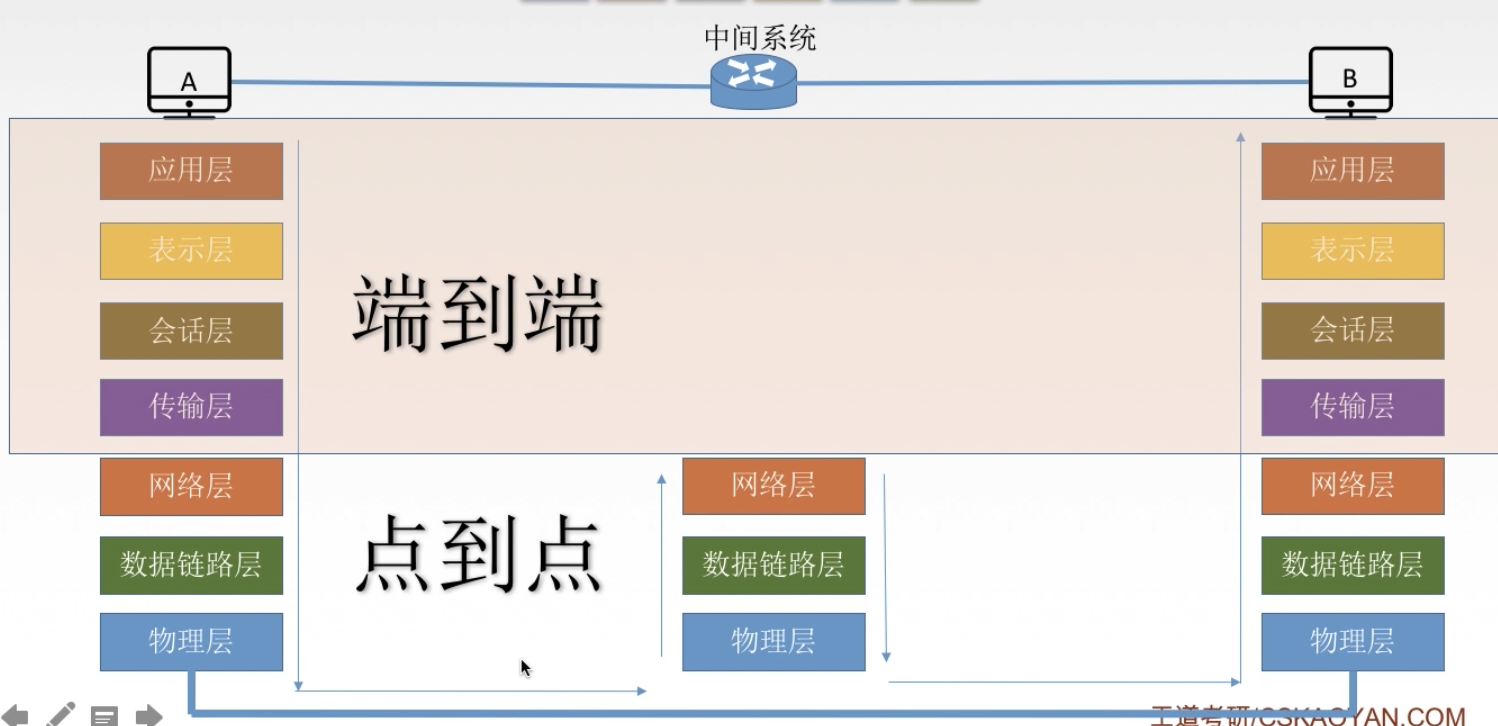 中间系统
A
B
应用层
应用层
表示层
表示层
端到端
会话层
会话层
传输层
传输层
网络层
网络层
网络层
点到点
数据链路层
数据链路层
数据链路层
物理层
物理层
物理层
王道考研/CSKAOYAN.COM